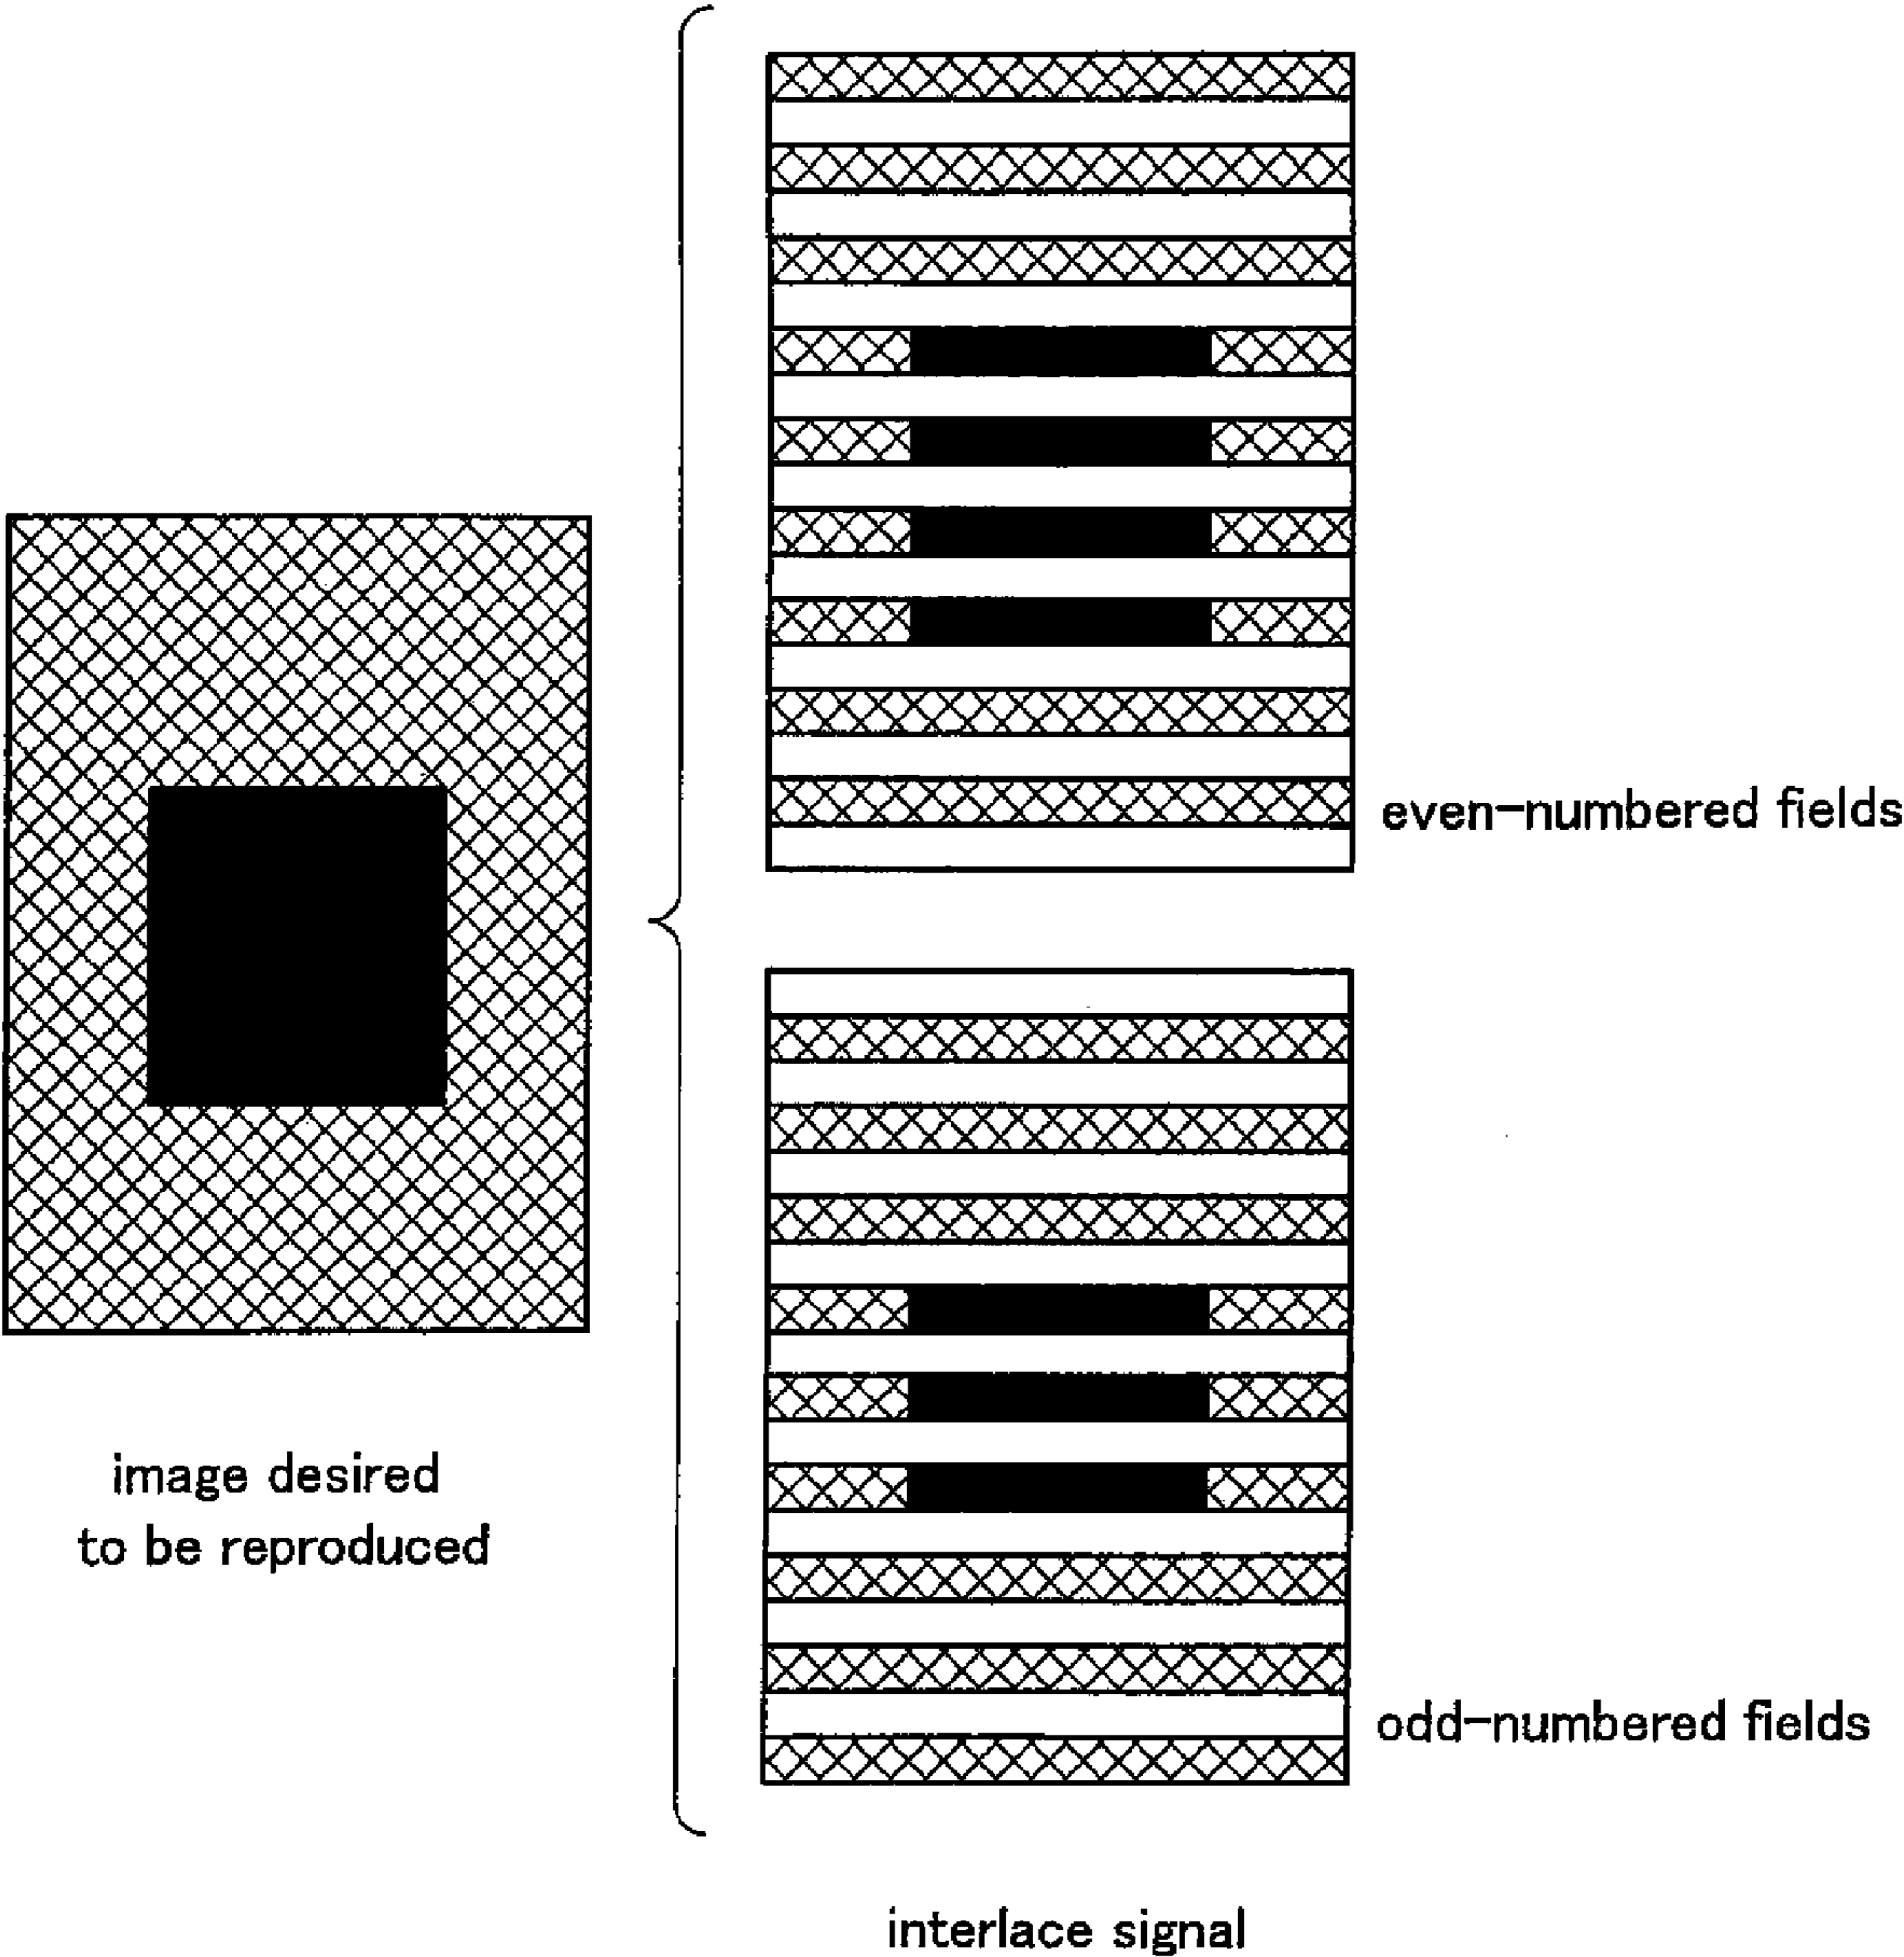 even-numbered fields
image desired
to be reproduced
odd-numbered fields
interlace signal